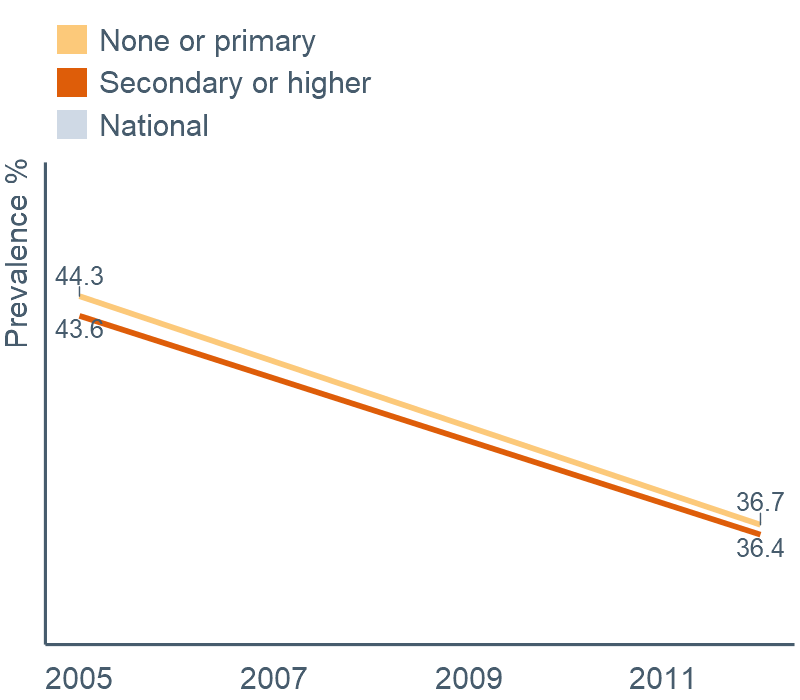 None or primary
Secondary or higher
National
Prevalence %
44.3
43.6
36.7
36.4
2005 2007 2009 2011